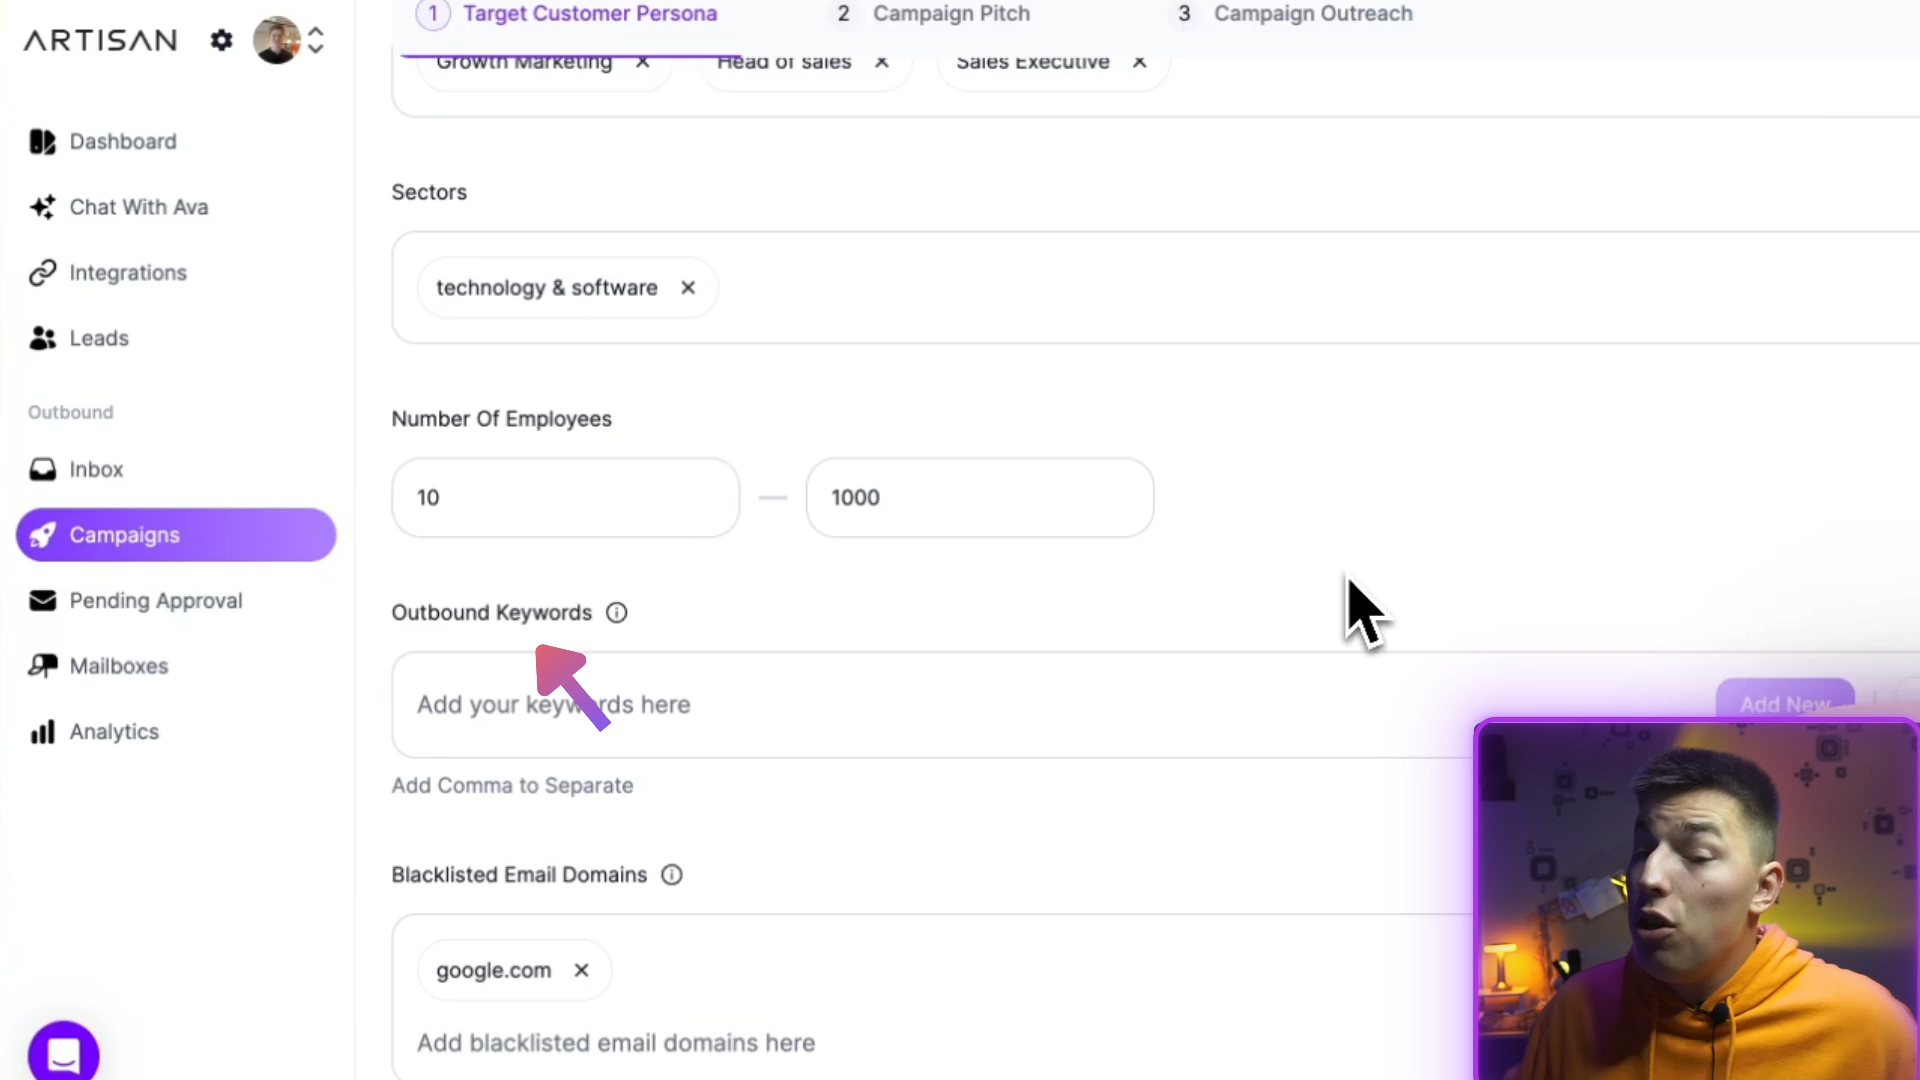 ARTISAN
1 Target Customer Persona
2 Campaign Pitch
3 Campaign Outreach
Growth Marketing
Head of sales
Sales Executive
Dashboard
Chat With Ava
Integrations
Leads
Outbound
Inbox
Campaigns
Pending Approval
Mailboxes
Analytics
Sectors
technology & software
Number Of Employees
10 — 1000
Outbound Keywords
Add your keywords here
Add New
Add Comma to Separate
Blacklisted Email Domains
google.com
Add blacklisted email domains here